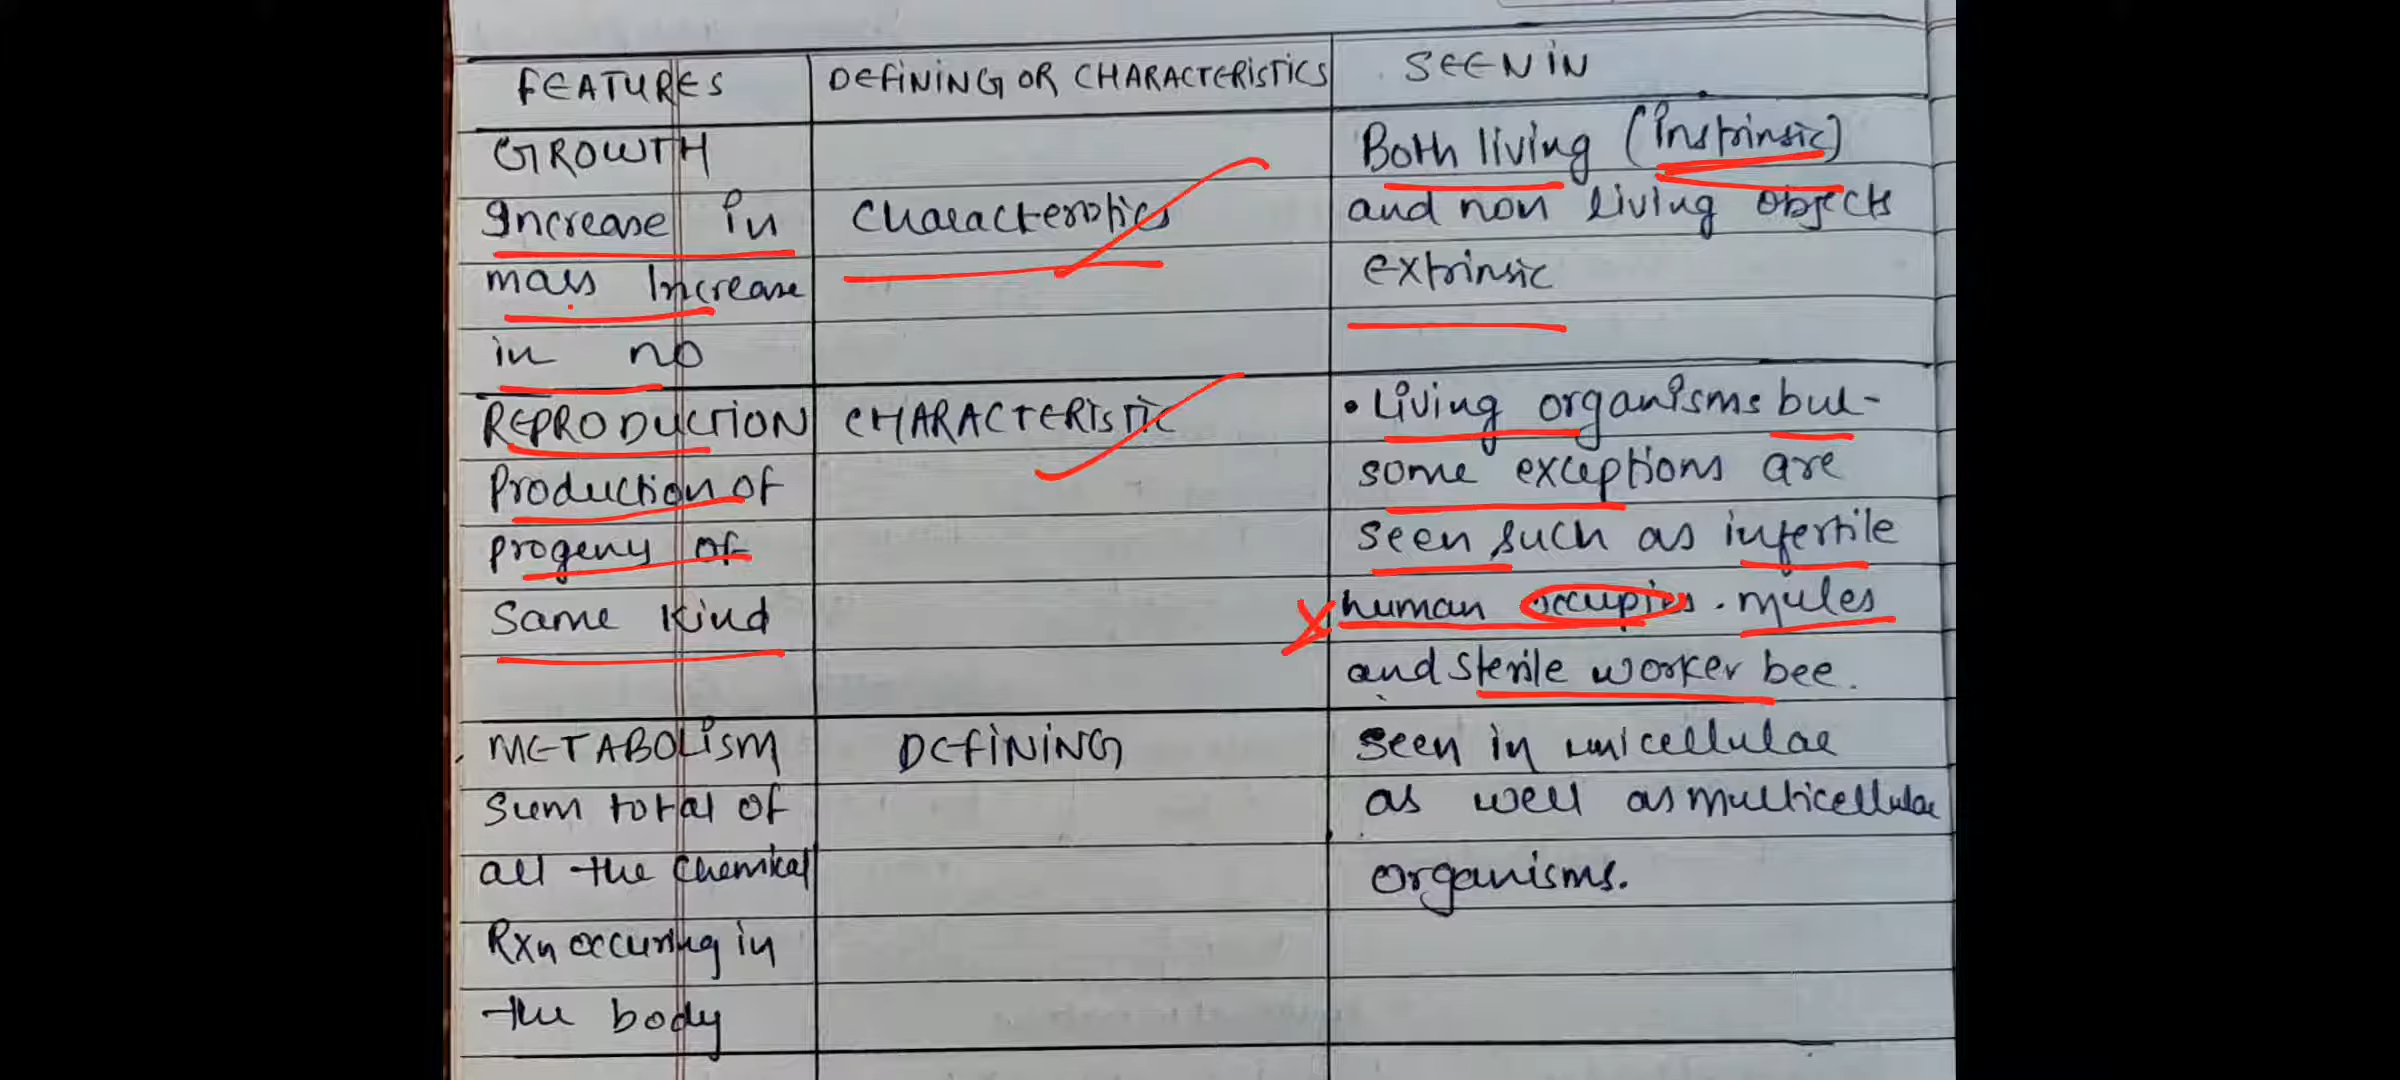 FEATURES
DEFINING OR CHARACTERISTICS
SEEN IN
GROWTH
Increase in
mass Increase
in no
Characteristics
Both living (Instrinsic)
and non living objects
extrinsic
REPRODUCTION
Production of
progeny of
Same Kind
CHARACTERISTIC
• Living organisms but
some exceptions are
seen such as infertile
human occupies. mules
and sterile worker bee.
METABOLISM
Sum total of
all the chemical
Rxn occuring in
the body
DEFINING
Seen in unicellular
as well as multicellular
organisms.